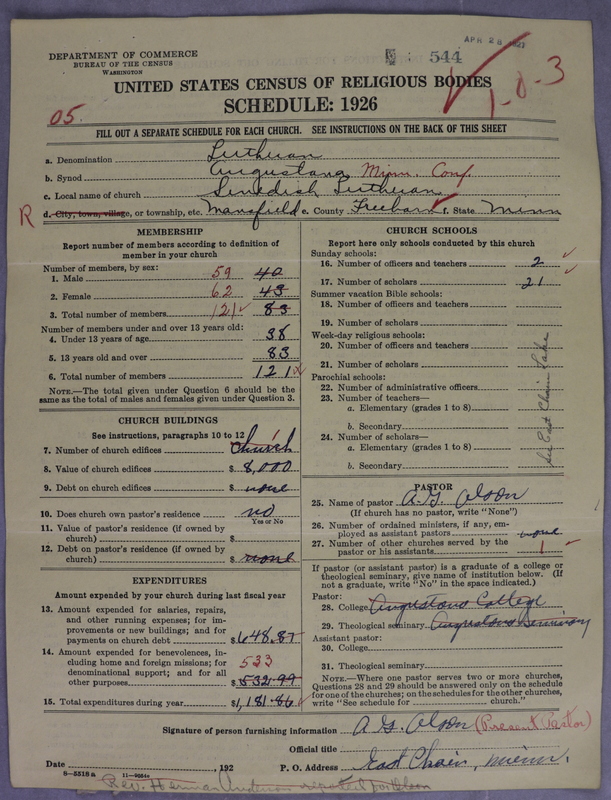 DEPARTMENT OF COMMERCE
BUREAU OF THE CENSUS
WASHINGTON
APR 28 1927
544
UNITED STATES CENSUS OF RELIGIOUS BODIES
SCHEDULE: 1926
1-0-3
05.
FILL OUT A SEPARATE SCHEDULE FOR EACH CHURCH. SEE INSTRUCTIONS ON THE BACK OF THIS SHEET
a. Denomination Lutheran
b. Synod Augustana Minn. Conf.
c. Local name of church Swedish Lutheran
R d. City, town, village, or township, etc. Mansfield e. County Freeborn f. State Minn
MEMBERSHIP
Report number of members according to definition of member in your church
Number of members, by sex:
1. Male 59 40
2. Female 62 43
3. Total number of members 121 83
Number of members under and over 13 years old:
4. Under 13 years of age 38
5. 13 years old and over 83
6. Total number of members 121
NOTE.—The total given under Question 6 should be the same as the total of males and females given under Question 3.
CHURCH BUILDINGS
See instructions, paragraphs 10 to 12
7. Number of church edifices church 1
8. Value of church edifices $ 8,000
9. Debt on church edifices $ none
10. Does church own pastor's residence no
Yes or No
11. Value of pastor's residence (if owned by church) $
12. Debt on pastor's residence (if owned by church) $ none
EXPENDITURES
Amount expended by your church during last fiscal year
13. Amount expended for salaries, repairs, and other running expenses; for improvements or new buildings; and for payments on church debt $ 648.87
14. Amount expended for benevolences, including home and foreign missions; for denominational support; and for all other purposes 533 $ 532.99
15. Total expenditures during year $ 1,181.86
CHURCH SCHOOLS
Report here only schools conducted by this church
Sunday schools:
16. Number of officers and teachers 2
17. Number of scholars 21
Summer vacation Bible schools:
18. Number of officers and teachers
19. Number of scholars
Week-day religious schools:
20. Number of officers and teachers
21. Number of scholars
Parochial schools:
22. Number of administrative officers
23. Number of teachers—
a. Elementary (grades 1 to 8)
b. Secondary
24. Number of scholars—
a. Elementary (grades 1 to 8)
b. Secondary
See East Chain Lake
PASTOR
25. Name of pastor A. G. Olson
(If church has no pastor, write "None")
26. Number of ordained ministers, if any, employed as assistant pastors none
27. Number of other churches served by the pastor or his assistants 1
If pastor (or assistant pastor) is a graduate of a college or theological seminary, give name of institution below. (If not a graduate, write "No" in the space indicated.)
Pastor:
28. College Augustana College
29. Theological seminary Augustana Seminary
Assistant pastor:
30. College
31. Theological seminary
NOTE.—Where one pastor serves two or more churches, Questions 28 and 29 should be answered only on the schedule for one of the churches; on the schedules for the other churches, write "See schedule for ______ church."
Signature of person furnishing information A. G. Olson (Present Pastor)
Official title
Date , 192 P. O. Address East Chain, Minn.
8—5518 a
Rev. Herman Anderson reported for